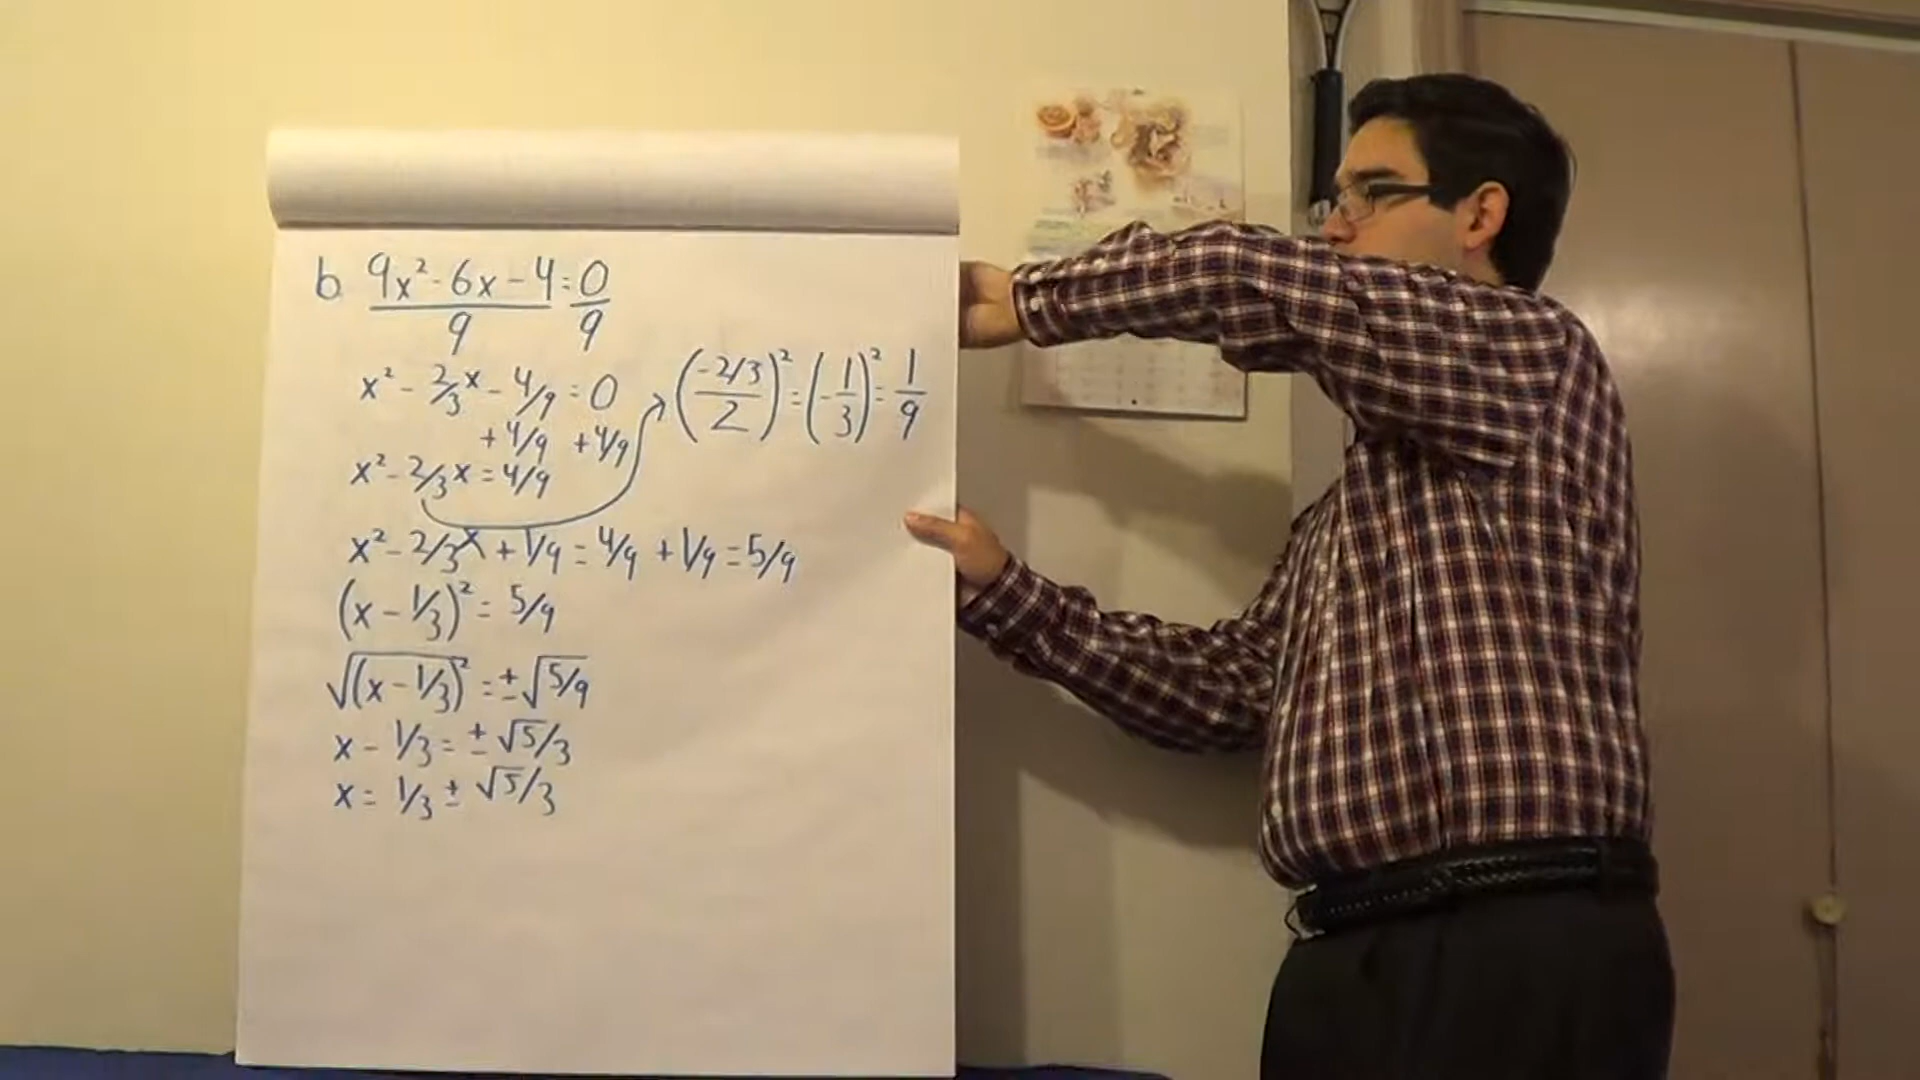 b. 9x² - 6x - 4 = 0
9 9
x² - 2/3 x - 4/9 = 0
+ 4/9 + 4/9
(-2/3 / 2)² = (-1/3)² = 1/9
x² - 2/3 x = 4/9
x² - 2/3 x + 1/9 = 4/9 + 1/9 = 5/9
(x - 1/3)² = 5/9
√(x - 1/3)² = ± √5/9
x - 1/3 = ± √5/3
x = 1/3 ± √5/3